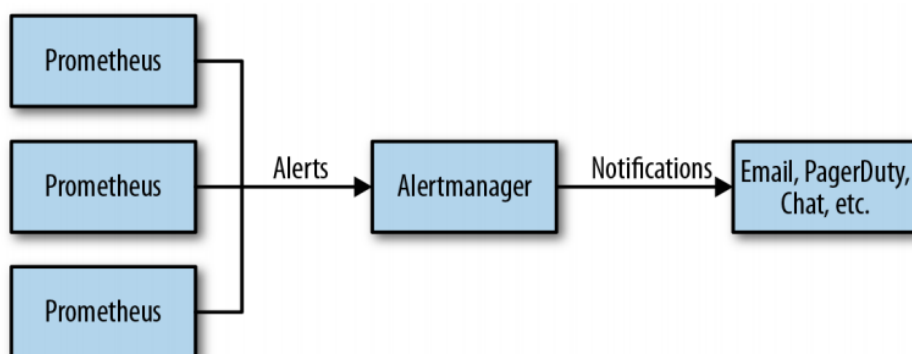 Prometheus
Prometheus
Prometheus
Alerts
Alertmanager
Notifications
Email, PagerDuty,
Chat, etc.